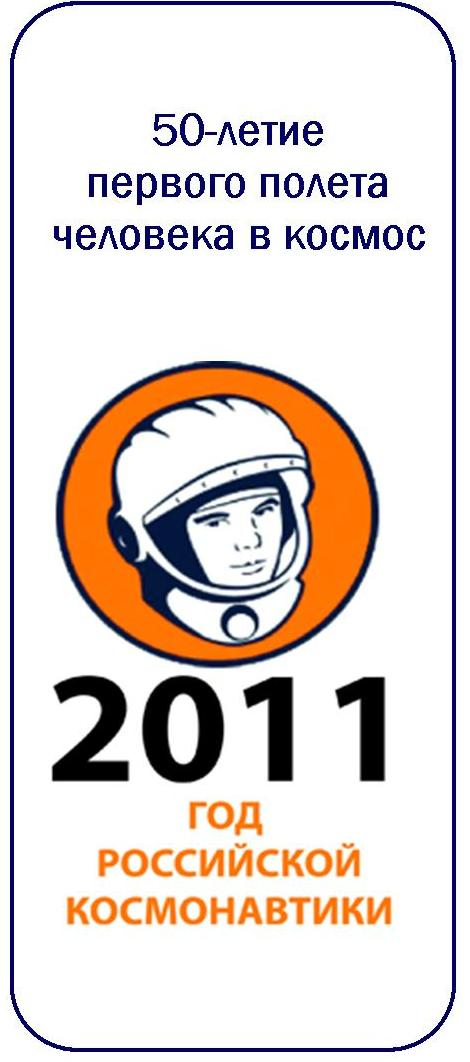 50-летие
первого полета
человека в космос
2011
ГОД
РОССИЙСКОЙ
КОСМОНАВТИКИ